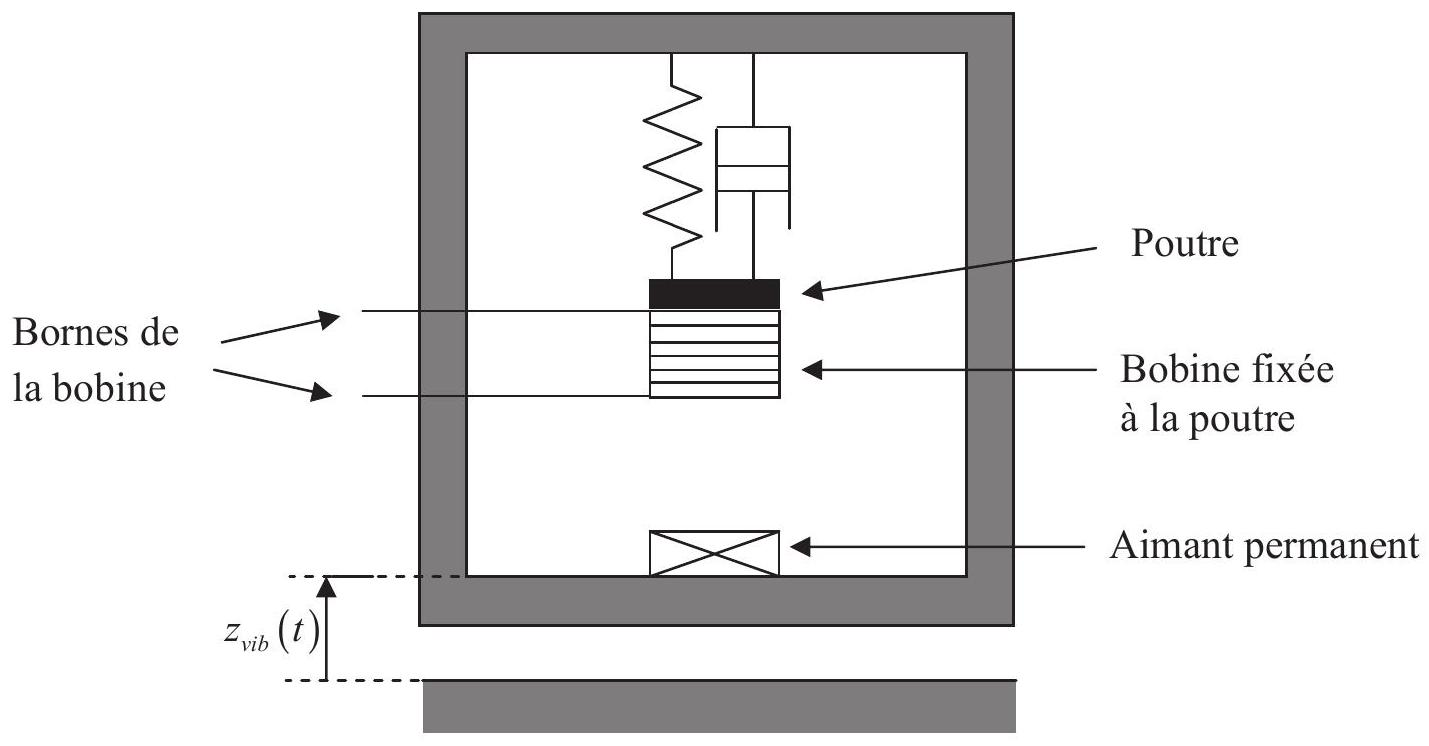 Poutre
Bornes de
la bobine
Bobine fixée
à la poutre
Aimant permanent
z_vib (t)